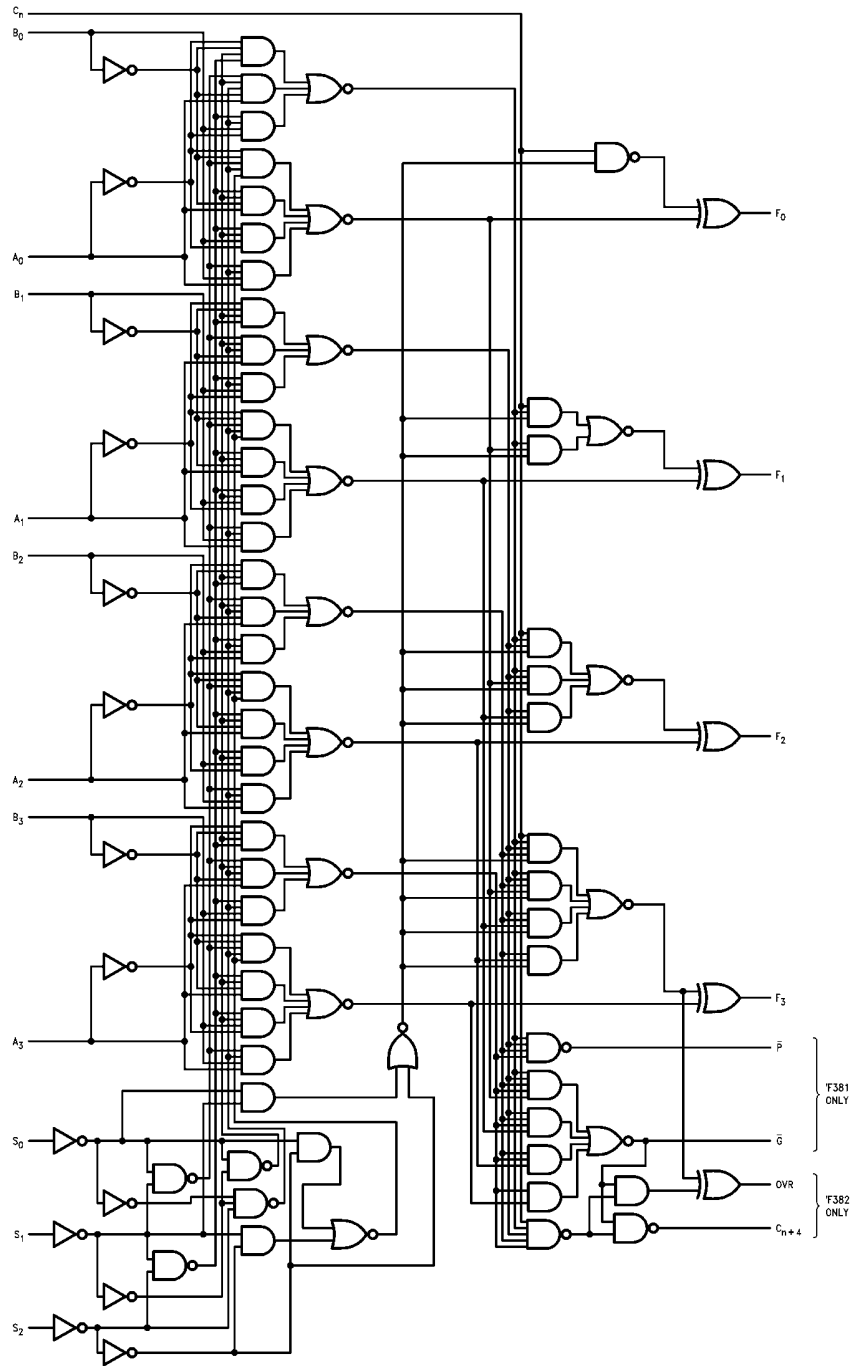 Cₙ
B₀
A₀
B₁
A₁
B₂
A₂
B₃
A₃
S₀
S₁
S₂
F₀
F₁
F₂
F₃
P̅
'F381
ONLY
G̅
OVR
'F382
ONLY
Cₙ₊₄